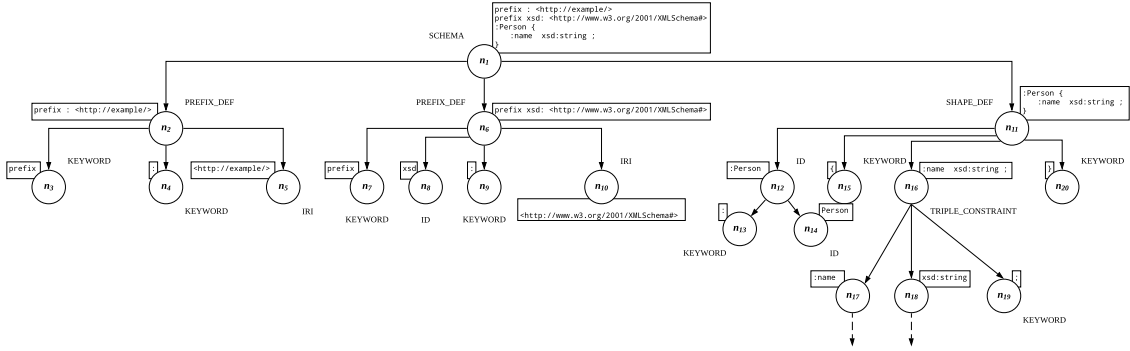 prefix : <http://example/>
prefix xsd: <http://www.w3.org/2001/XMLSchema#>
:Person {
:name xsd:string ;
}
SCHEMA
n1
prefix : <http://example/>
PREFIX_DEF
n2
PREFIX_DEF
prefix xsd: <http://www.w3.org/2001/XMLSchema#>
n6
SHAPE_DEF
:Person {
:name xsd:string ;
}
n11
prefix
KEYWORD
n3
:
n4
KEYWORD
<http://example/>
n5
IRI
prefix
n7
KEYWORD
xsd
n8
ID
:
n9
KEYWORD
IRI
n10
<http://www.w3.org/2001/XMLSchema#>
:Person
ID
n12
{
KEYWORD
n15
:name xsd:string ;
n16
TRIPLE_CONSTRAINT
}
KEYWORD
n20
:
n13
KEYWORD
Person
n14
ID
:name
n17
xsd:string
n18
;
n19
KEYWORD